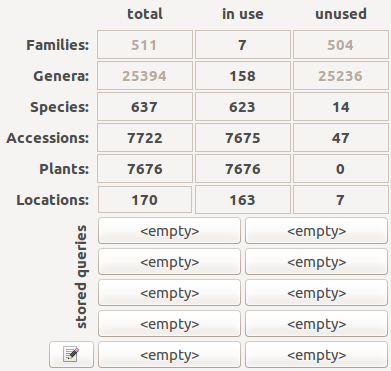 total in use unused
Families: 511 7 504
Genera: 25394 158 25236
Species: 637 623 14
Accessions: 7722 7675 47
Plants: 7676 7676 0
Locations: 170 163 7
stored queries
<empty> <empty>
<empty> <empty>
<empty> <empty>
<empty> <empty>
<empty> <empty>